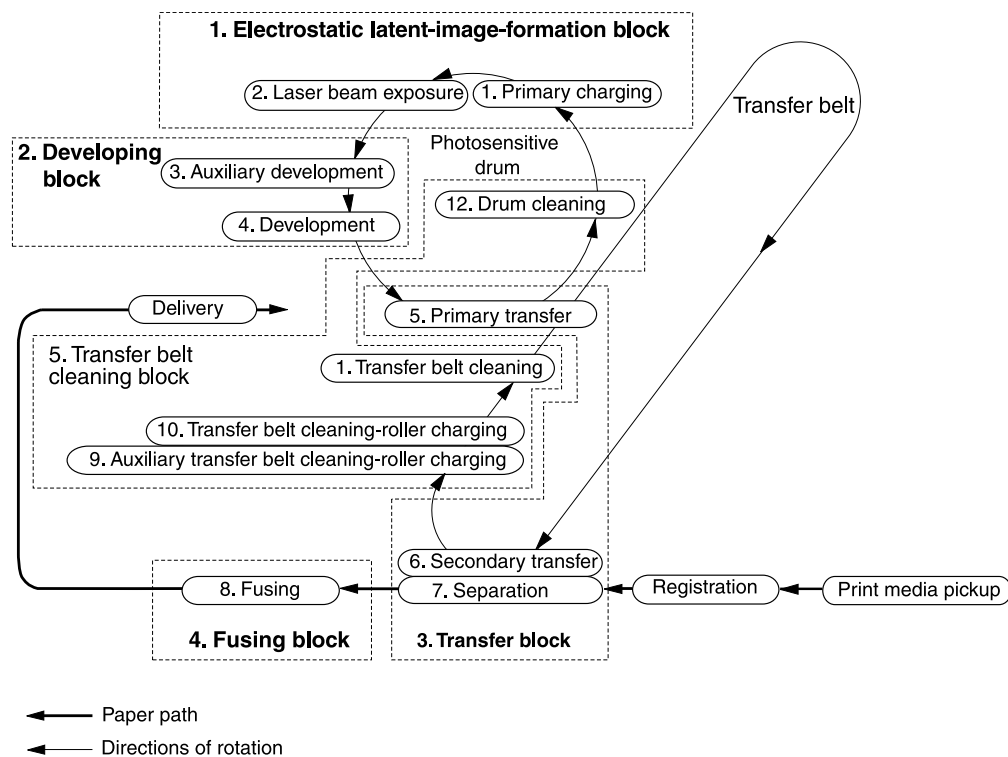 1. Electrostatic latent-image-formation block
2. Laser beam exposure
1. Primary charging
Transfer belt
2. Developing
block
Photosensitive
drum
3. Auxiliary development
12. Drum cleaning
4. Development
Delivery
5. Primary transfer
5. Transfer belt
cleaning block
1. Transfer belt cleaning
10. Transfer belt cleaning-roller charging
9. Auxiliary transfer belt cleaning-roller charging
6. Secondary transfer
7. Separation
8. Fusing
Registration
Print media pickup
4. Fusing block
3. Transfer block
Paper path
Directions of rotation